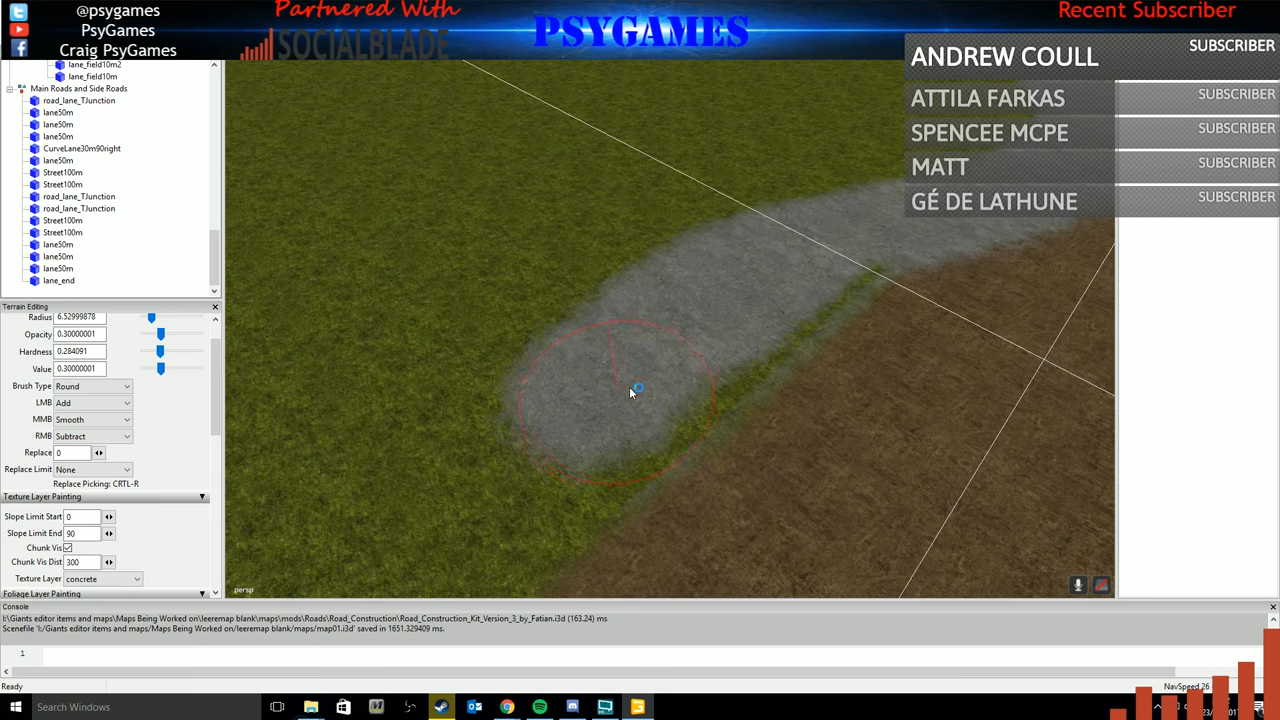 @psygames
PsyGames
Craig PsyGames
Partnered With
SOCIALBLADE
PSYGAMES
Recent Subscriber
ANDREW COULL SUBSCRIBER
ATTILA FARKAS SUBSCRIBER
SPENCEE MCPE SUBSCRIBER
MATT SUBSCRIBER
GÉ DE LATHUNE SUBSCRIBER
lane_field10m2
lane_field10m
Main Roads and Side Roads
road_lane_TJunction
lane50m
lane50m
lane50m
CurveLane30m90right
lane50m
Street100m
Street100m
road_lane_TJunction
road_lane_TJunction
Street100m
Street100m
lane50m
lane50m
lane50m
lane_end
Terrain Editing
Radius 6.52999878
Opacity 0.30000001
Hardness 0.284091
Value 0.30000001
Brush Type Round
LMB Add
MMB Smooth
RMB Subtract
Replace 0
Replace Limit None
Replace Picking: CRTL-R
Texture Layer Painting
Slope Limit Start 0
Slope Limit End 90
Chunk Vis
Chunk Vis Dist 300
Texture Layer concrete
Foliage Layer Painting
persp
Console
I:\Giants editor items and maps\Maps Being Worked on\leeremap blank\maps\mods\Roads\Road_Construction\Road_Construction_Kit_Version_3_by_Fatian.i3d (163.24) ms
Scenefile 'I:/Giants editor items and maps/Maps Being Worked on/leeremap blank/maps/map01.i3d' saved in 1651.329409 ms.
1
Ready
NavSpeed 26
Search Windows